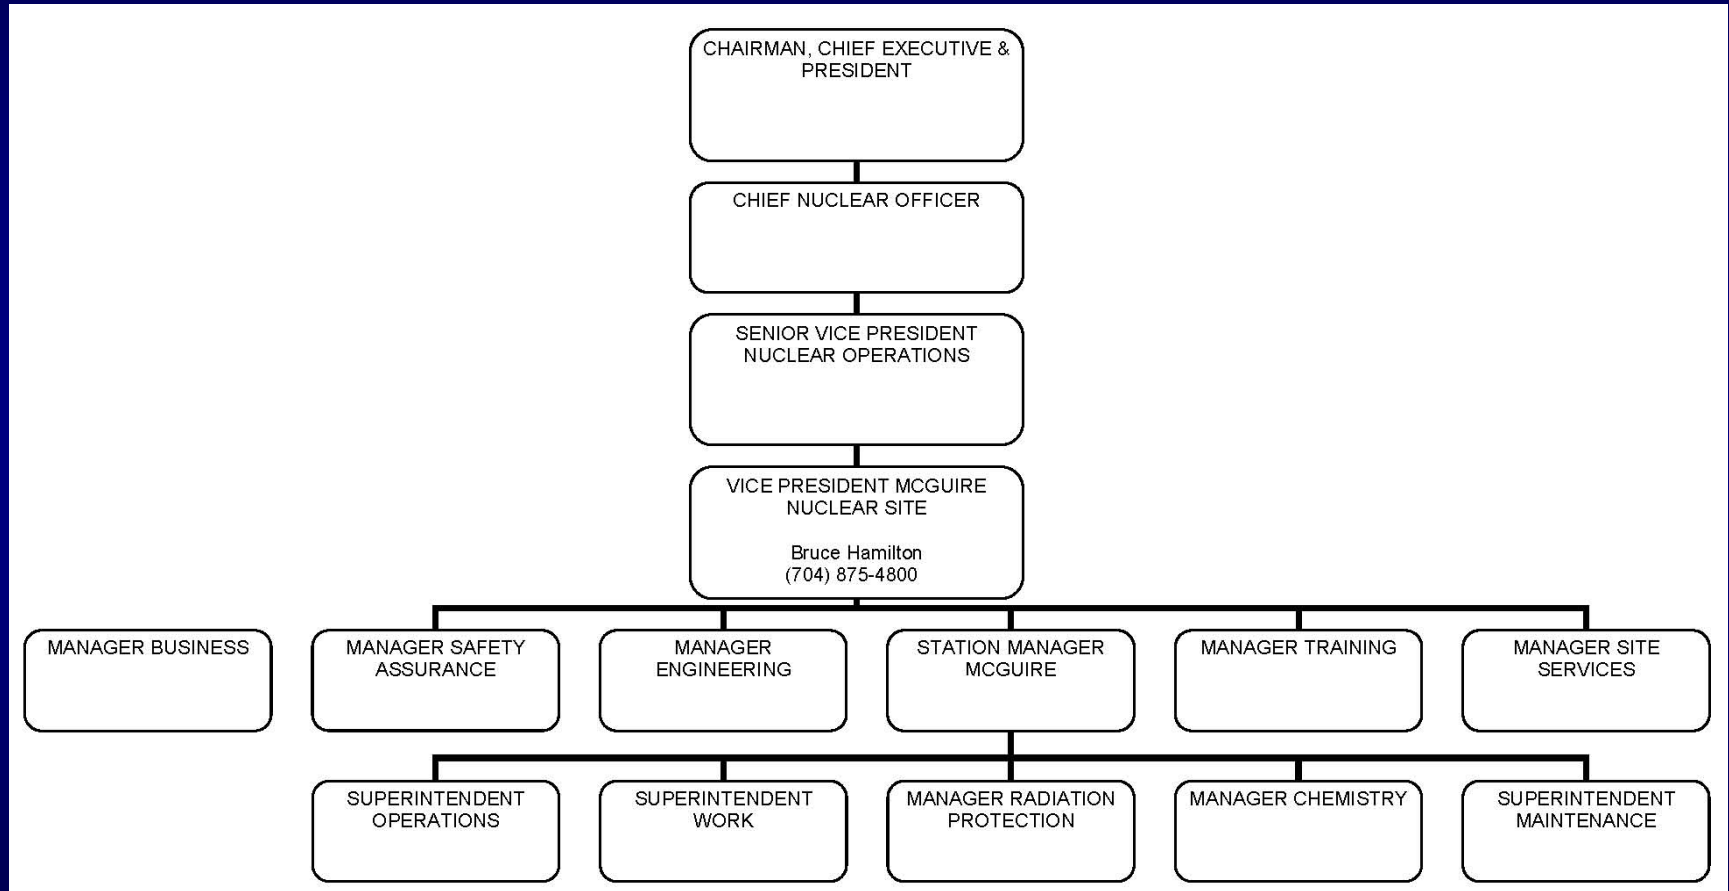 CHAIRMAN, CHIEF EXECUTIVE &
PRESIDENT
CHIEF NUCLEAR OFFICER
SENIOR VICE PRESIDENT
NUCLEAR OPERATIONS
VICE PRESIDENT MCGUIRE
NUCLEAR SITE
Bruce Hamilton
(704) 875-4800
MANAGER BUSINESS
MANAGER SAFETY
ASSURANCE
MANAGER
ENGINEERING
STATION MANAGER
MCGUIRE
MANAGER TRAINING
MANAGER SITE
SERVICES
SUPERINTENDENT
OPERATIONS
SUPERINTENDENT
WORK
MANAGER RADIATION
PROTECTION
MANAGER CHEMISTRY
SUPERINTENDENT
MAINTENANCE